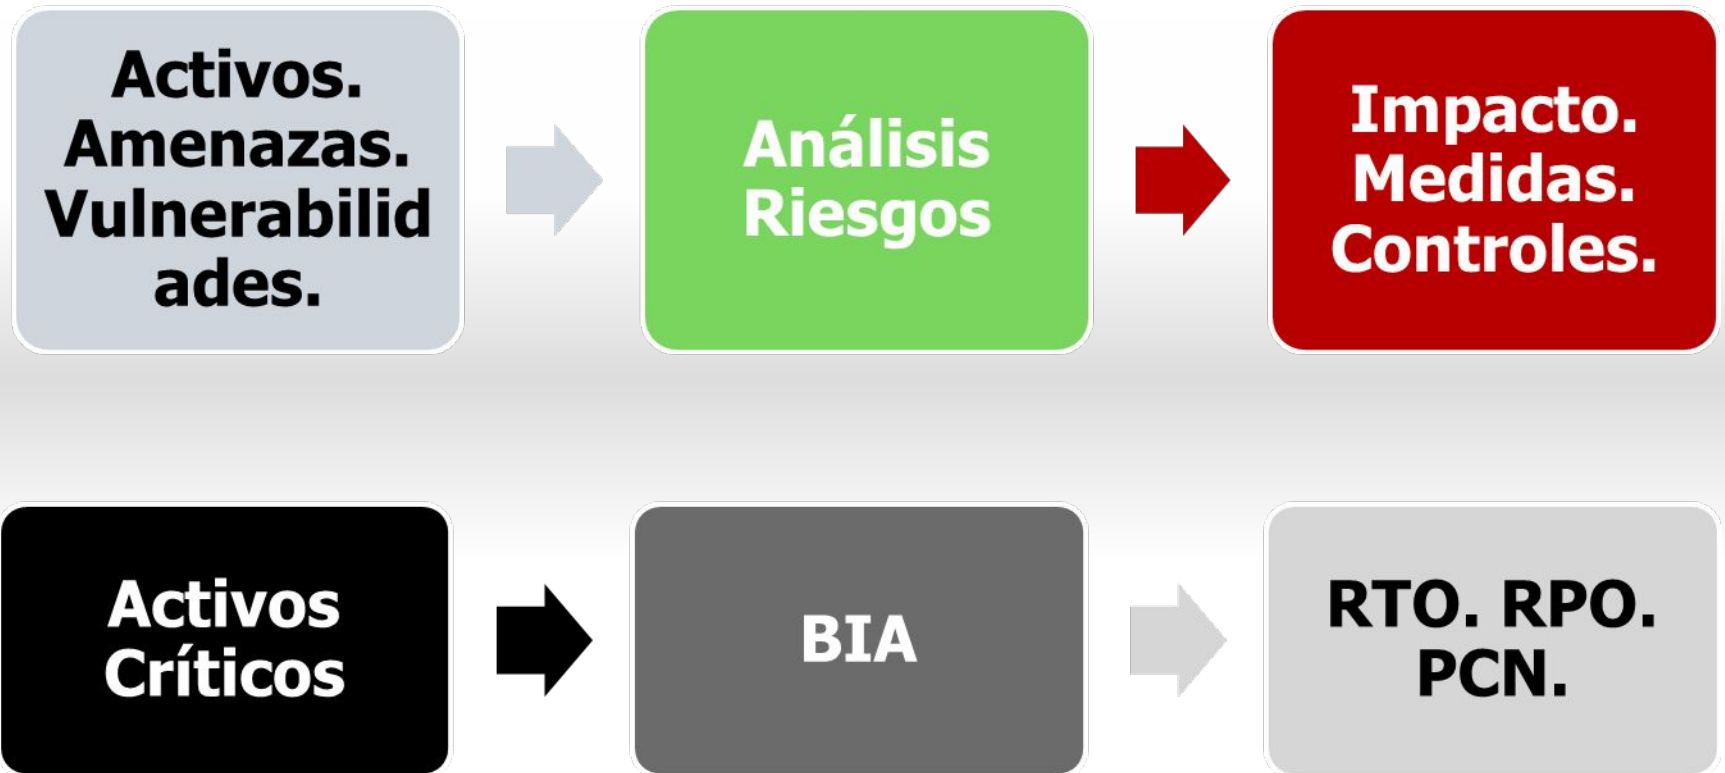 Activos.
Amenazas.
Vulnerabilid
ades.
Análisis
Riesgos
Impacto.
Medidas.
Controles.
Activos
Críticos
BIA
RTO. RPO.
PCN.